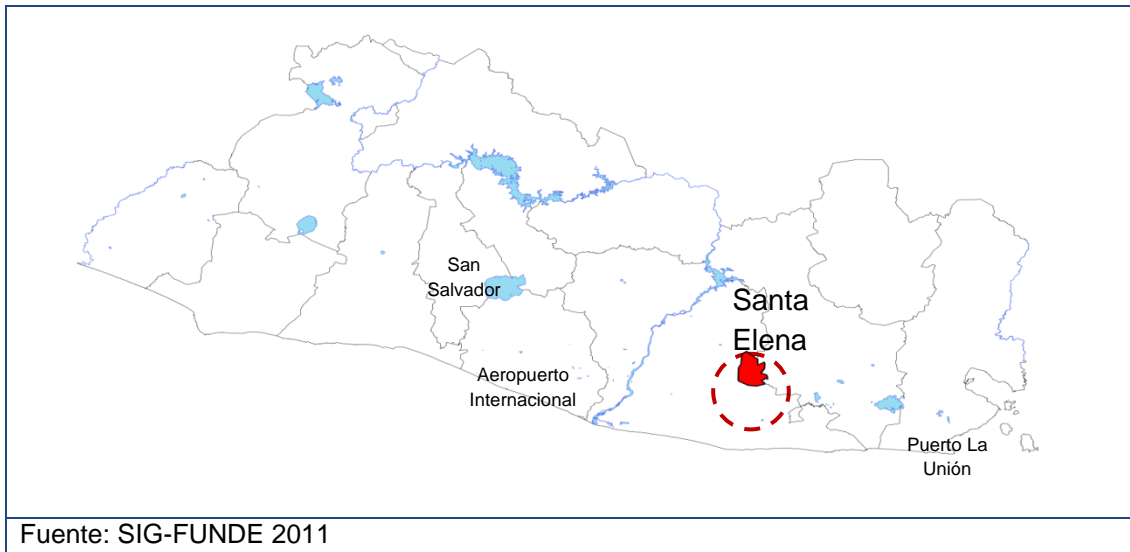 San
Salvador
Santa
Elena
Aeropuerto
Internacional
Puerto La
Unión
Fuente: SIG-FUNDE 2011